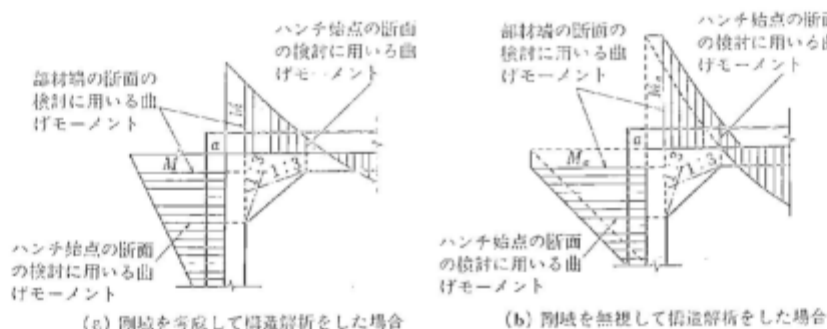 ハンチ始点の断面
の検討に用いる曲
げモーメント
部材端の断面の
検討に用いる曲
げモーメント
M
M
a
1:3
1:3
ハンチ始点の断面
の検討に用いる曲
げモーメント
(a) 剛域を考慮して構造解析をした場合
ハンチ始点の断面
の検討に用いる曲
げモーメント
部材端の断面の
検討に用いる曲
げモーメント
Ma
Ma
a
1:3
1:3
ハンチ始点の断面
の検討に用いる曲
げモーメント
(b) 剛域を無視して構造解析をした場合